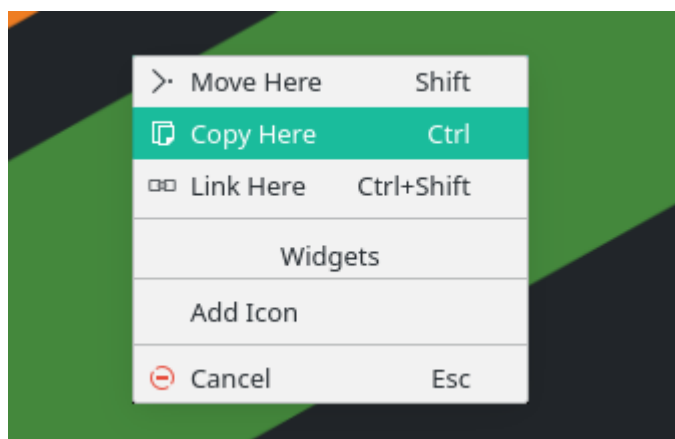 Move Here Shift
Copy Here Ctrl
Link Here Ctrl+Shift
Widgets
Add Icon
Cancel Esc